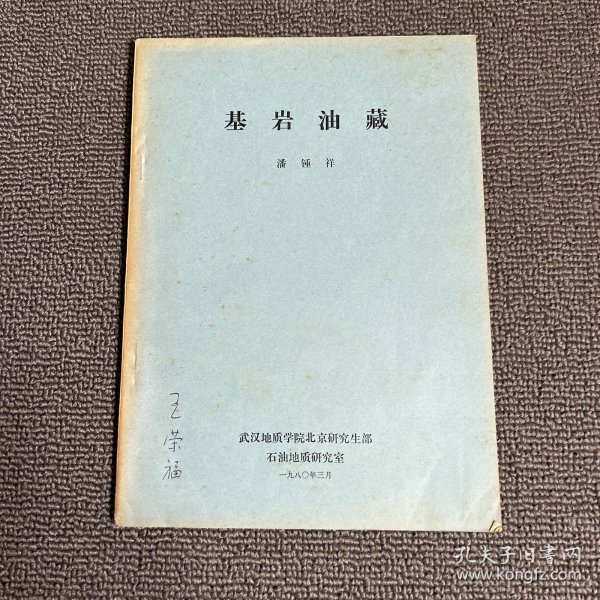 基岩油藏
潘锺祥
王荣福
武汉地质学院北京研究生部
石油地质研究室
一九八〇年三月
孔夫子旧书网
www.kongfz.com